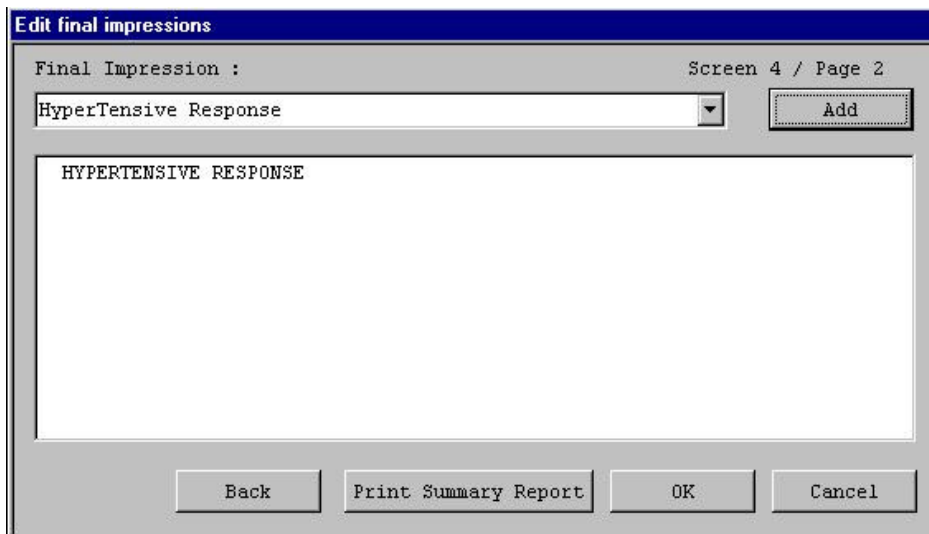 Edit final impressions
Final Impression :
Screen 4 / Page 2
HyperTensive Response
Add
HYPERTENSIVE RESPONSE
Back
Print Summary Report
OK
Cancel